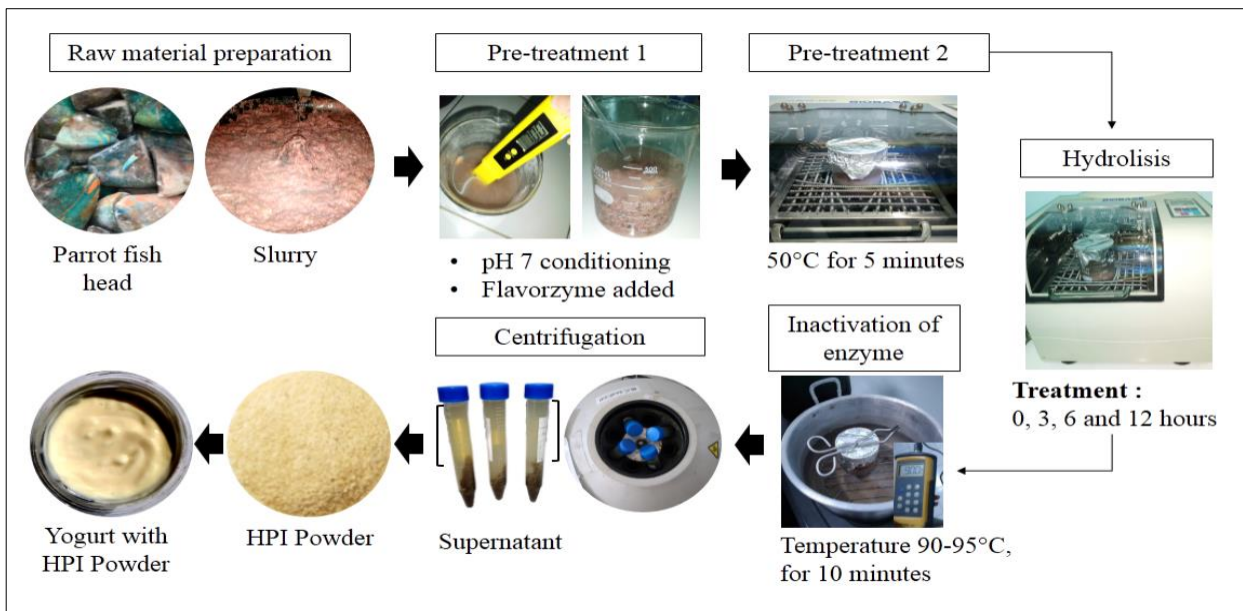 Raw material preparation
Parrot fish
head
Slurry
Pre-treatment 1
• pH 7 conditioning
• Flavorzyme added
Pre-treatment 2
50°C for 5 minutes
Hydrolisis
Treatment :
0, 3, 6 and 12 hours
Inactivation of
enzyme
Temperature 90-95°C,
for 10 minutes
Centrifugation
Supernatant
HPI Powder
Yogurt with
HPI Powder